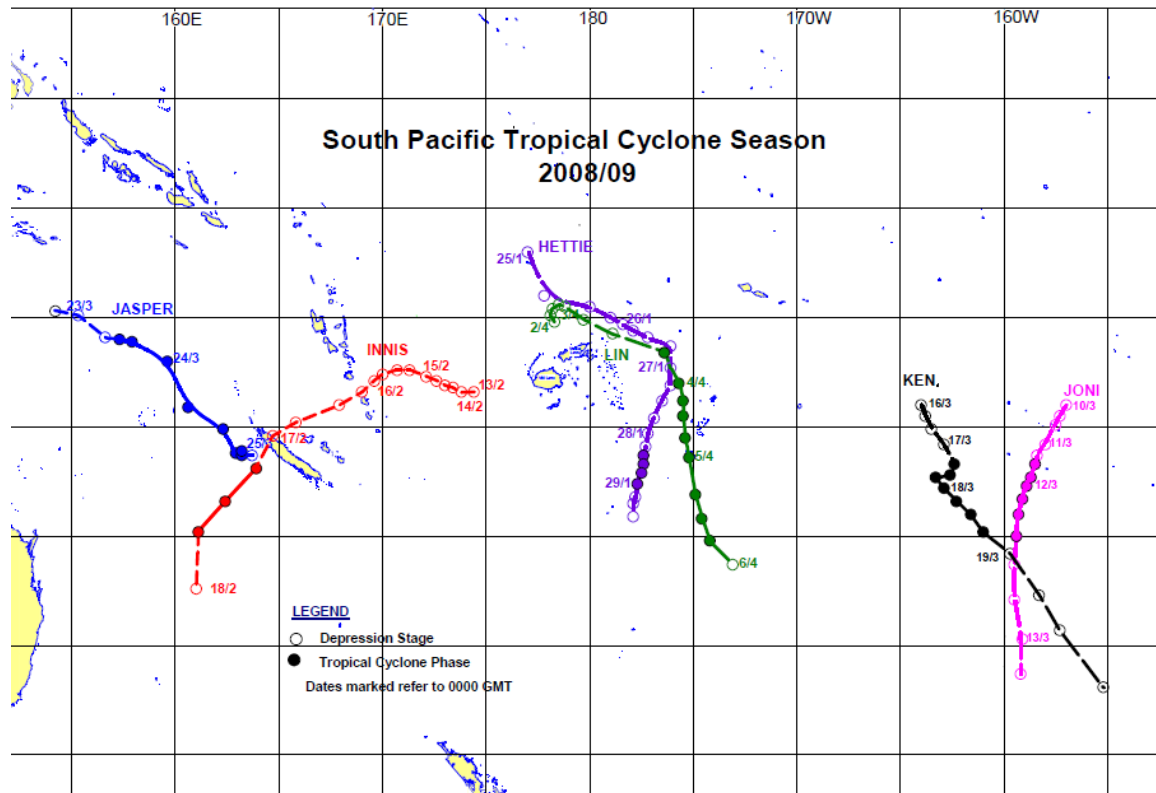 160E 170E 180 170W 160W
South Pacific Tropical Cyclone Season
2008/09
HETTIE
25/1
23/3
JASPER
26/1
2/4
LIN
24/3
INNIS
15/2
27/1
16/2
13/2
14/2
4/4
KEN
16/3
JONI
10/3
17/2
28/1
17/3
11/3
25/3
5/4
29/1
18/3
12/3
19/3
6/4
18/2
LEGEND
Depression Stage
Tropical Cyclone Phase
Dates marked refer to 0000 GMT
13/3